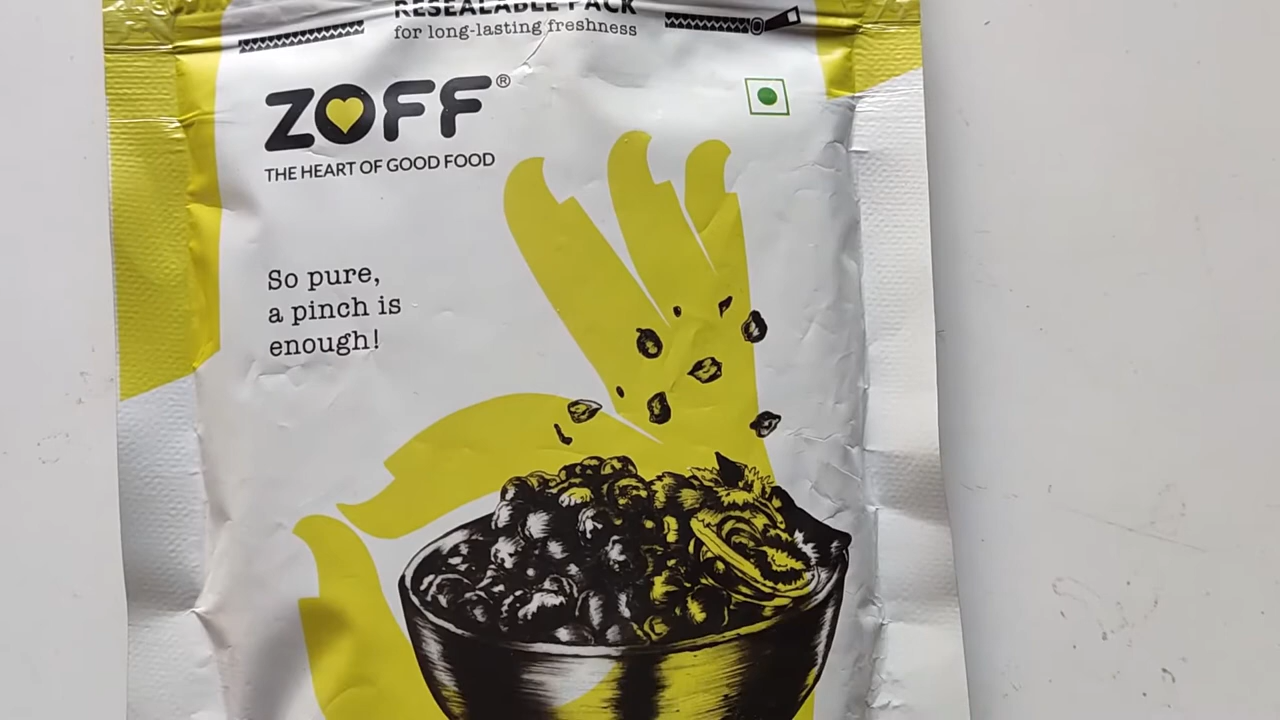 RESEALABLE PACK
for long-lasting freshness
ZOFF®
THE HEART OF GOOD FOOD
So pure,
a pinch is
enough!